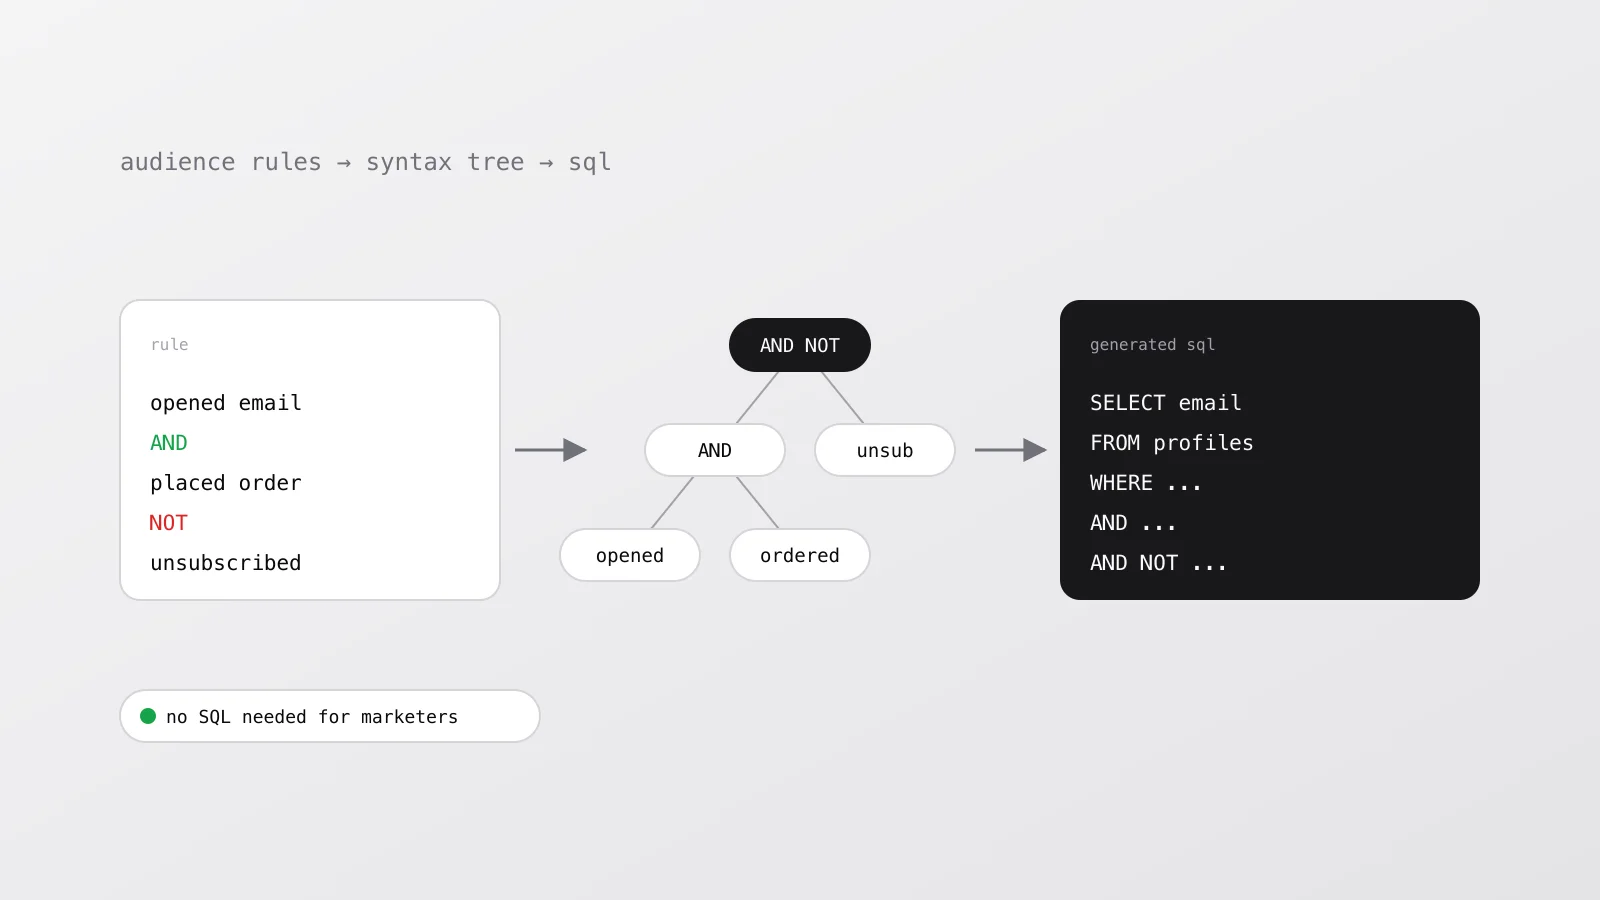 audience rules → syntax tree → sql
rule
opened email
AND
placed order
NOT
unsubscribed
AND NOT
AND
unsub
opened
ordered
generated sql
SELECT email
FROM profiles
WHERE ...
AND ...
AND NOT ...
no SQL needed for marketers